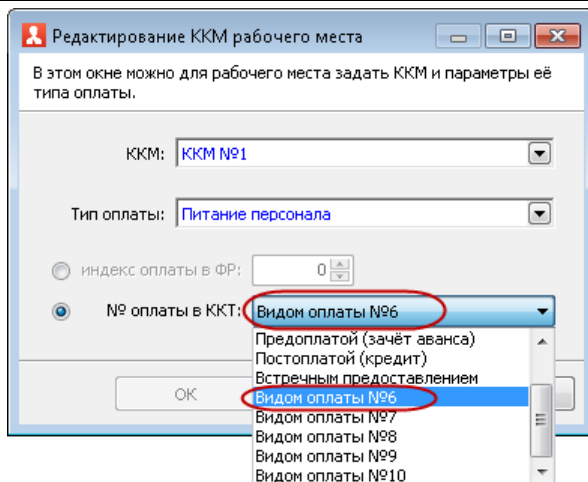 Редактирование ККМ рабочего места
В этом окне можно для рабочего места задать ККМ и параметры её
типа оплаты.
ККМ: ККМ №1
Тип оплаты: Питание персонала
индекс оплаты в ФР: 0
№ оплаты в ККТ: Видом оплаты №6
Предоплатой (зачёт аванса)
Постоплатой (кредит)
Встречным предоставлением
ОК Видом оплаты №6
Видом оплаты №7
Видом оплаты №8
Видом оплаты №9
Видом оплаты №10